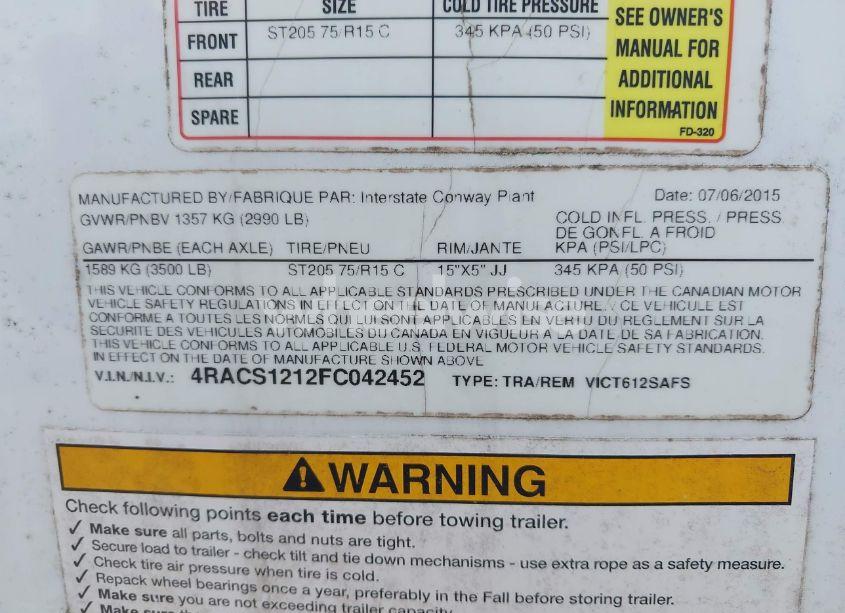 TIRE SIZE COLD TIRE PRESSURE
FRONT ST205 75/R15 C 345 KPA (50 PSI)
REAR
SPARE
SEE OWNER'S
MANUAL FOR
ADDITIONAL
INFORMATION
FD-320
MANUFACTURED BY/FABRIQUE PAR: Interstate Conway Plant Date: 07/06/2015
GVWR/PNBV 1357 KG (2990 LB) COLD INFL. PRESS. / PRESS.
DE GONFL. A FROID
GAWR/PNBE (EACH AXLE) TIRE/PNEU RIM/JANTE KPA (PSI/LPC)
1589 KG (3500 LB) ST205 75/R15 C 15"X5" JJ 345 KPA (50 PSI)
THIS VEHICLE CONFORMS TO ALL APPLICABLE STANDARDS PRESCRIBED UNDER THE CANADIAN MOTOR
VEHICLE SAFETY REGULATIONS IN EFFECT ON THE DATE OF MANUFACTURE. / CE VEHICULE EST
CONFORME A TOUTES LES NORMES QUI LUI SONT APPLICABLES EN VERTU DU REGLEMENT SUR LA
SECURITE DES VEHICULES AUTOMOBILES DU CANADA EN VIGUEUR A LA DATE DE SA FABRICATION.
THIS VEHICLE CONFORMS TO ALL APPLICABLE U.S. FEDERAL MOTOR VEHICLE SAFETY STANDARDS.
IN EFFECT ON THE DATE OF MANUFACTURE SHOWN ABOVE
V.I.N./N.I.V.: 4RACS1212FC042452 TYPE: TRA/REM VICT612SAFS
WARNING
Check following points each time before towing trailer.
✓ Make sure all parts, bolts and nuts are tight.
✓ Secure load to trailer - check tilt and tie down mechanisms - use extra rope as a safety measure.
✓ Check tire air pressure when tire is cold.
✓ Repack wheel bearings once a year, preferably in the Fall before storing trailer.
✓ Make sure you are not exceeding trailer capacity.
✓ Make sure